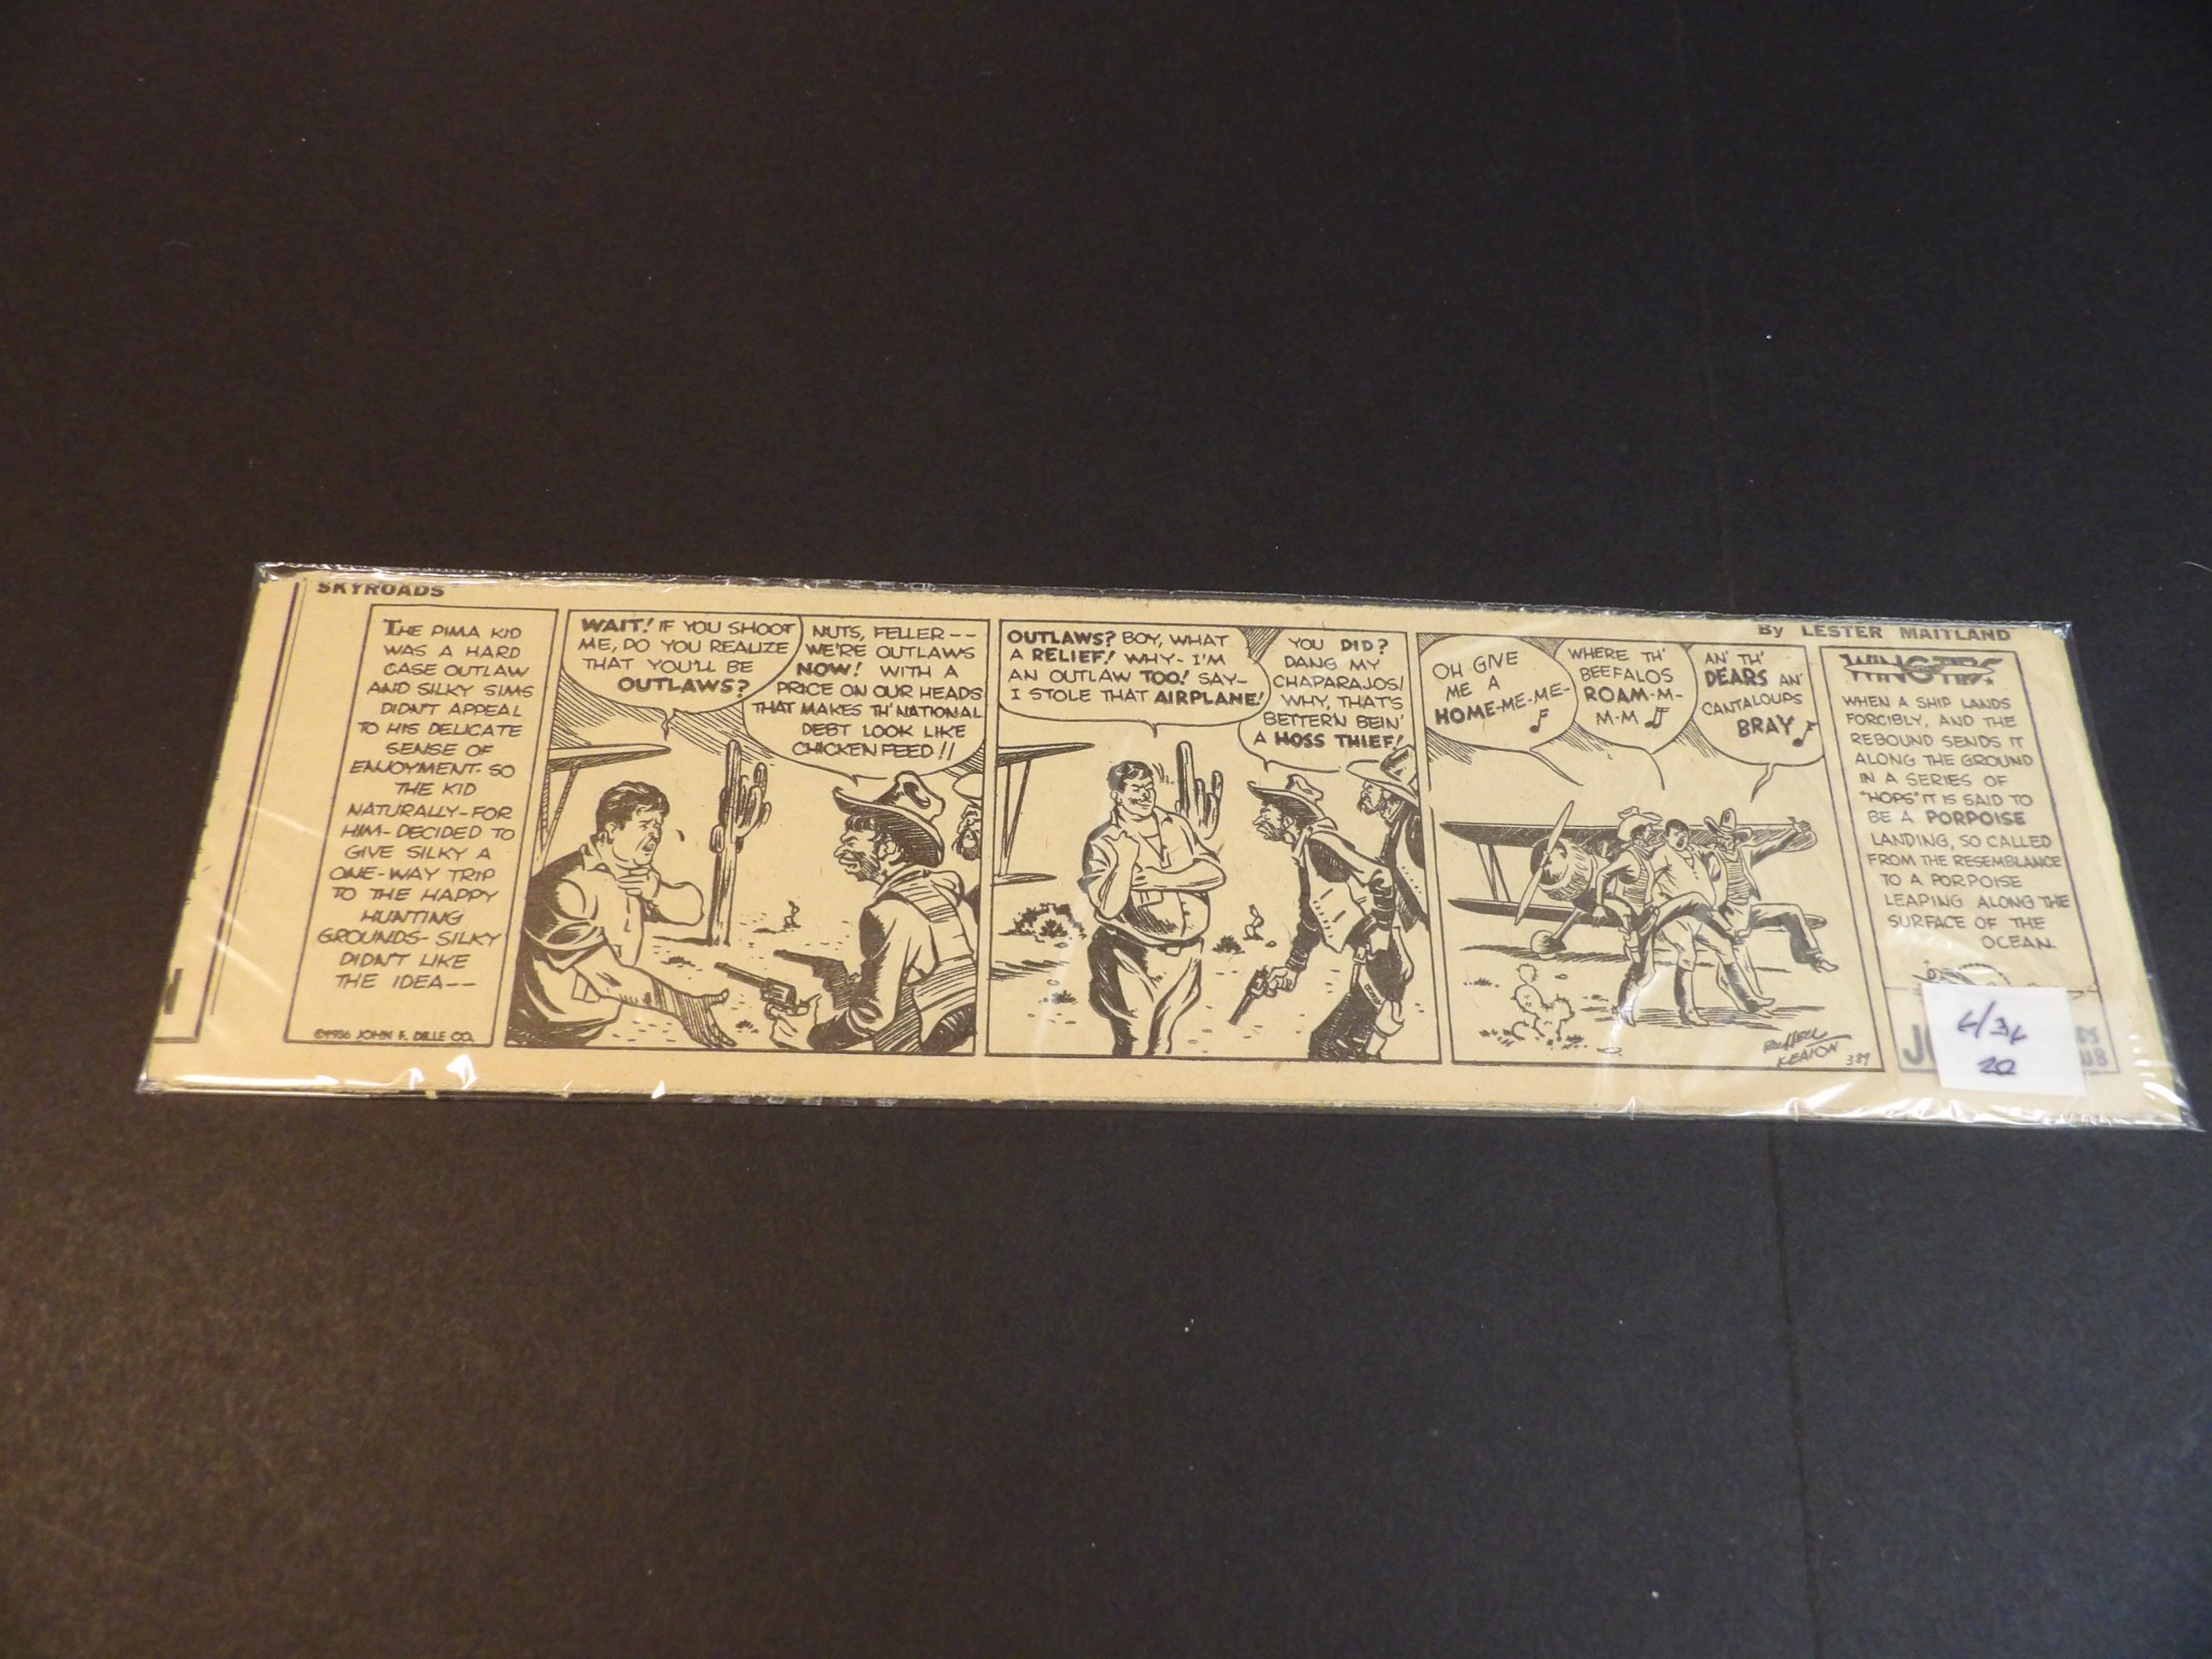 SKYROADS
By LESTER MAITLAND
THE PIMA KID
WAS A HARD
CASE OUTLAW
AND SILKY SIMS
DIDN'T APPEAL
TO HIS DELICATE
SENSE OF
ENJOYMENT- SO
THE KID
NATURALLY-FOR
HIM-DECIDED TO
GIVE SILKY A
ONE-WAY TRIP
TO THE HAPPY
HUNTING
GROUNDS- SILKY
DIDN'T LIKE
THE IDEA--
©1936 JOHN F. DILLE CO.
WAIT! IF YOU SHOOT
ME, DO YOU REALIZE
THAT YOU'LL BE
OUTLAWS?
NUTS, FELLER--
WE'RE OUTLAWS
NOW! WITH A
PRICE ON OUR HEADS
THAT MAKES TH' NATIONAL
DEBT LOOK LIKE
CHICKEN FEED!!
OUTLAWS? BOY, WHAT
A RELIEF! WHY- I'M
AN OUTLAW TOO! SAY-
I STOLE THAT AIRPLANE!
YOU DID?
DANG MY
CHAPARAJOS!
WHY, THAT'S
BETTER'N BEIN'
A HOSS THIEF!
OH GIVE
ME A
HOME-ME-ME-
WHERE TH'
BEEFALOS
ROAM-M-
M-M
AN' TH'
DEARS AN'
CANTALOUPS
BRAY
RUSSELL
KEATON 389
WING TIPS
WHEN A SHIP LANDS
FORCIBLY, AND THE
REBOUND SENDS IT
ALONG THE GROUND
IN A SERIES OF
"HOPS" IT IS SAID TO
BE A PORPOISE
LANDING, SO CALLED
FROM THE RESEMBLANCE
TO A PORPOISE
LEAPING ALONG THE
SURFACE OF THE
OCEAN.
6/36
20